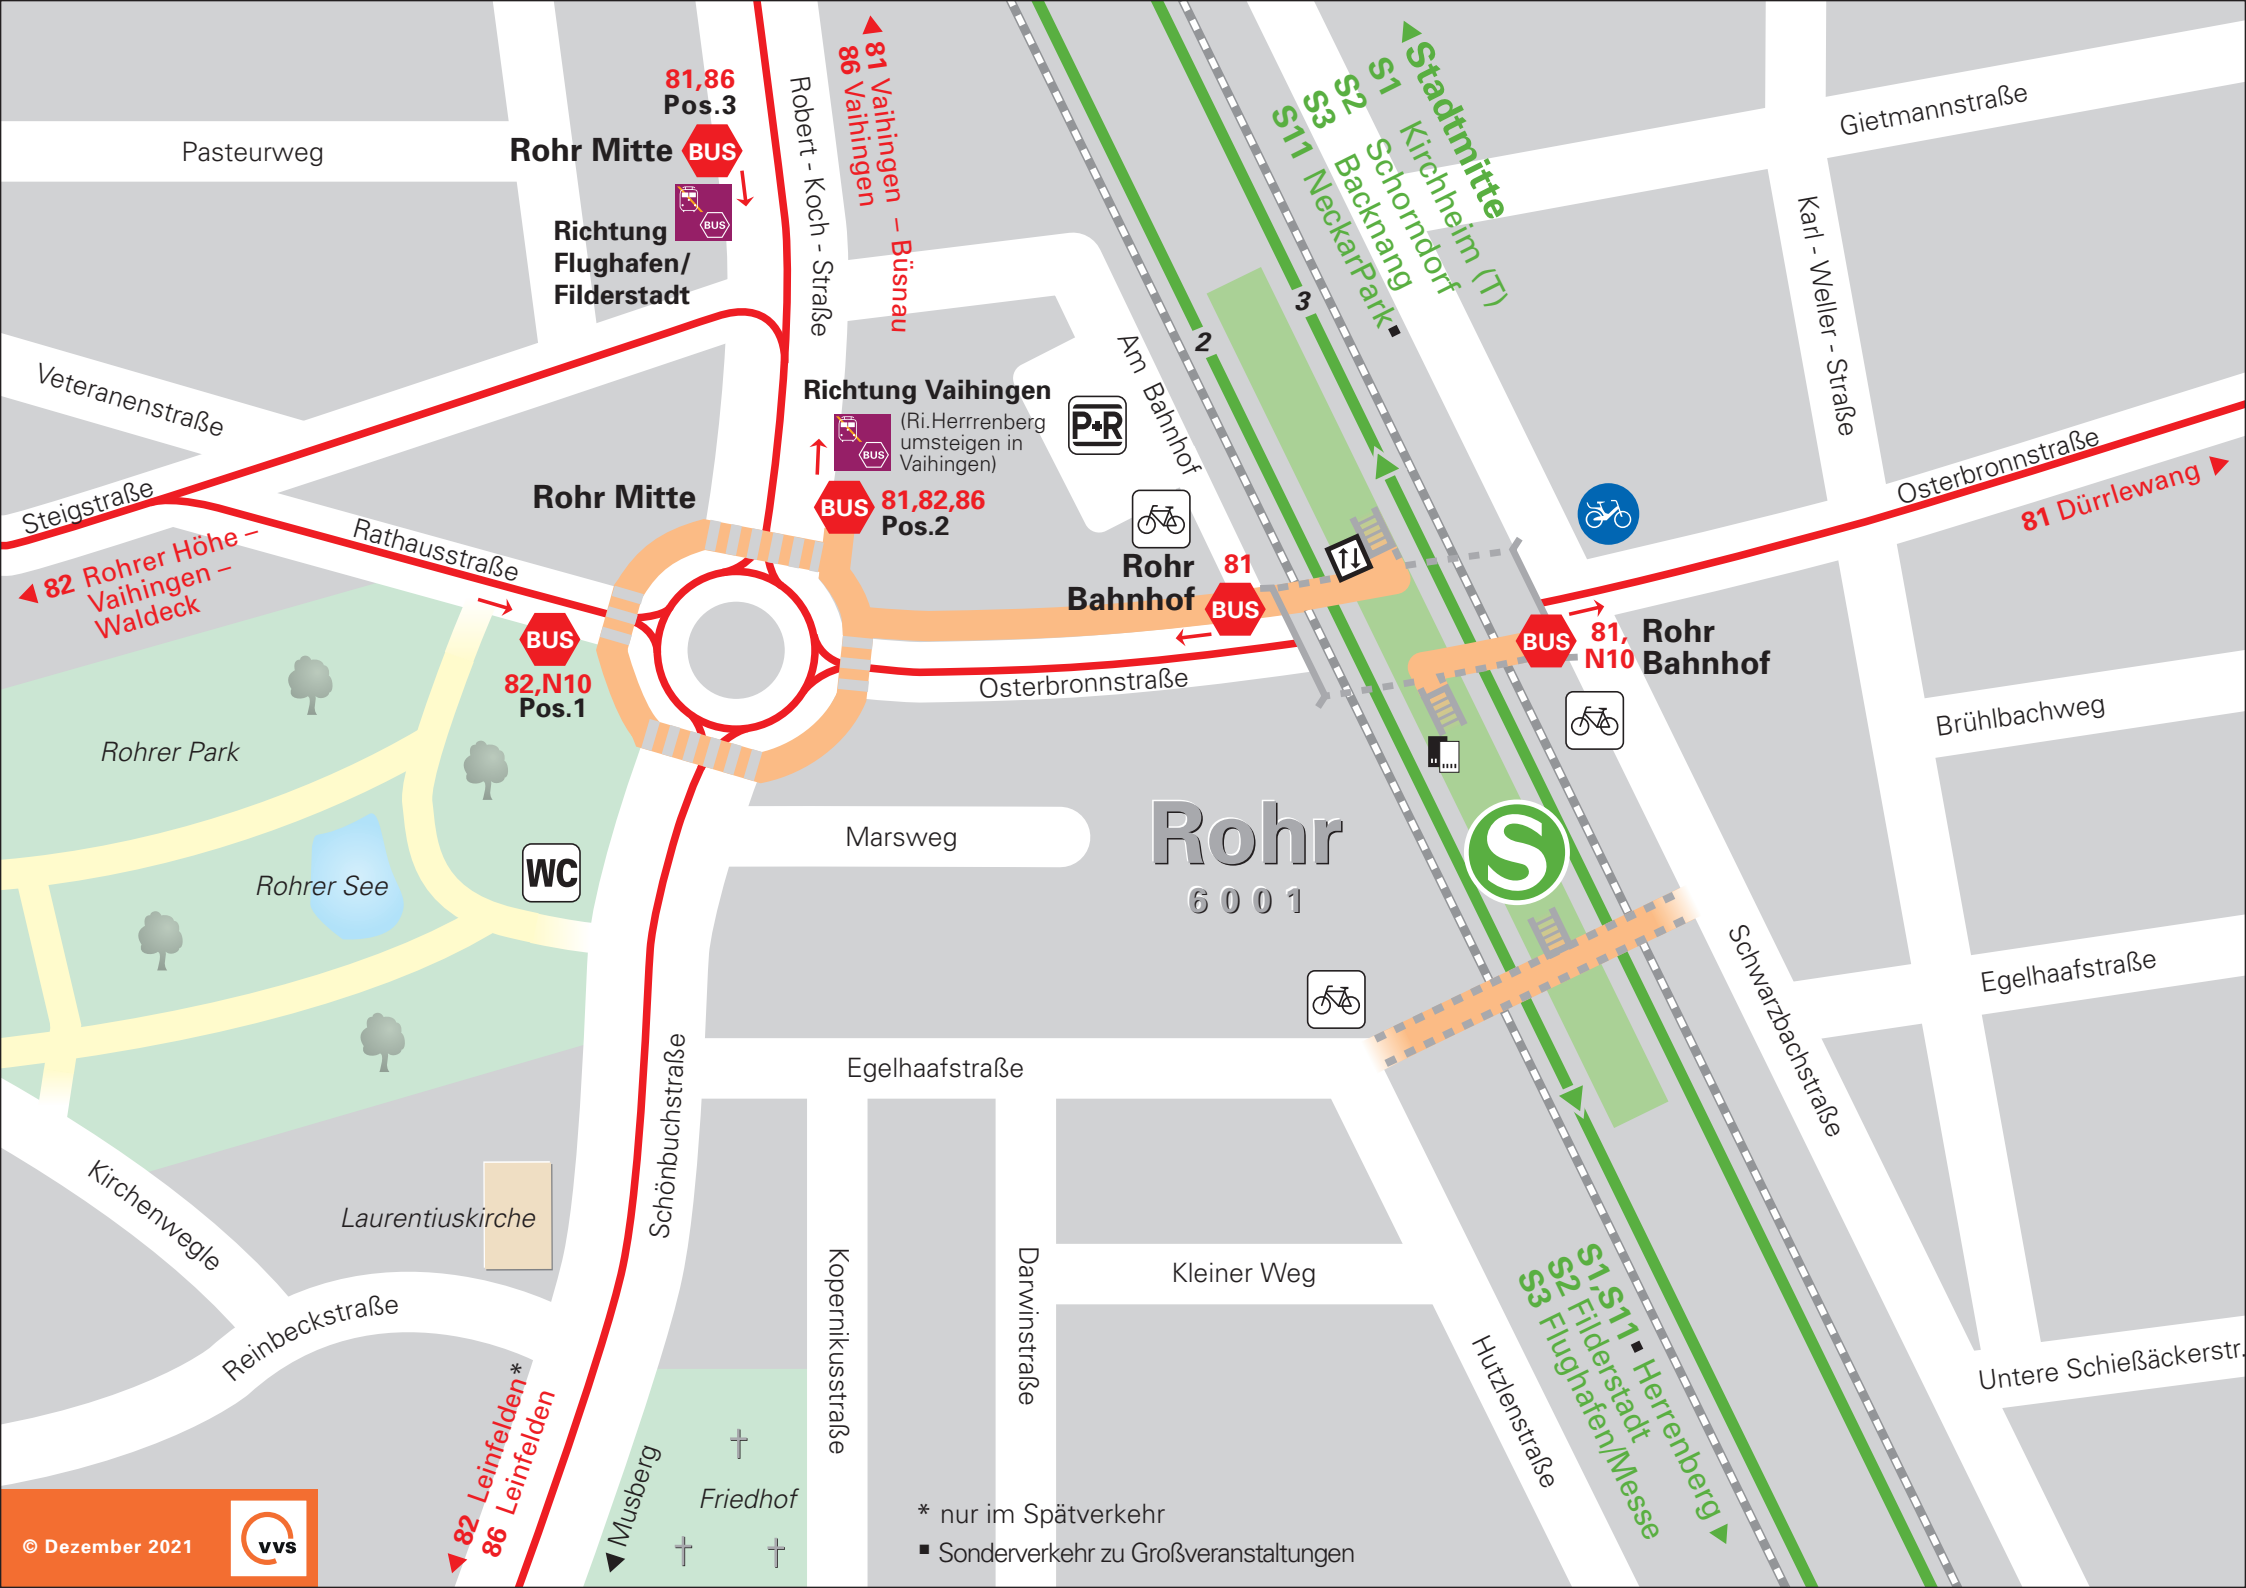 81,86
Pos.3
Rohr Mitte
BUS
BUS
Richtung
Flughafen/
Filderstadt
Pasteurweg
Robert - Koch - Straße
81 Vaihingen – Büsnau
86 Vaihingen
Stadtmitte
S1 Kirchheim (T)
S2 Schorndorf
S3 Backnang
S11 NeckarPark
Gietmannstraße
Karl - Weller - Straße
Veteranenstraße
Steigstraße
Rathausstraße
82 Rohrer Höhe –
Vaihingen –
Waldeck
Richtung Vaihingen
(Ri.Herrrenberg
umsteigen in
Vaihingen)
BUS
Rohr Mitte
BUS
81,82,86
Pos.2
P+R
Am Bahnhof
2
3
Rohr
Bahnhof
81
BUS
Osterbronnstraße
81 Dürrlewang
BUS
81,
N10
Rohr
Bahnhof
BUS
82,N10
Pos.1
Osterbronnstraße
Brühlbachweg
Rohrer Park
Rohrer See
WC
Marsweg
Rohr
6001
S
Egelhaafstraße
Schwarzbachstraße
Egelhaafstraße
Schönbuchstraße
Kirchenwegle
Laurentiuskirche
Reinbeckstraße
Kopernikusstraße
Darwinstraße
Kleiner Weg
Hutzlenstraße
S1,S11 Herrenberg
S2 Filderstadt
S3 Flughafen/Messe
Untere Schießäckerstr.
82 Leinfelden*
86 Leinfelden
Musberg
Friedhof
* nur im Spätverkehr
▪ Sonderverkehr zu Großveranstaltungen
© Dezember 2021
vvs